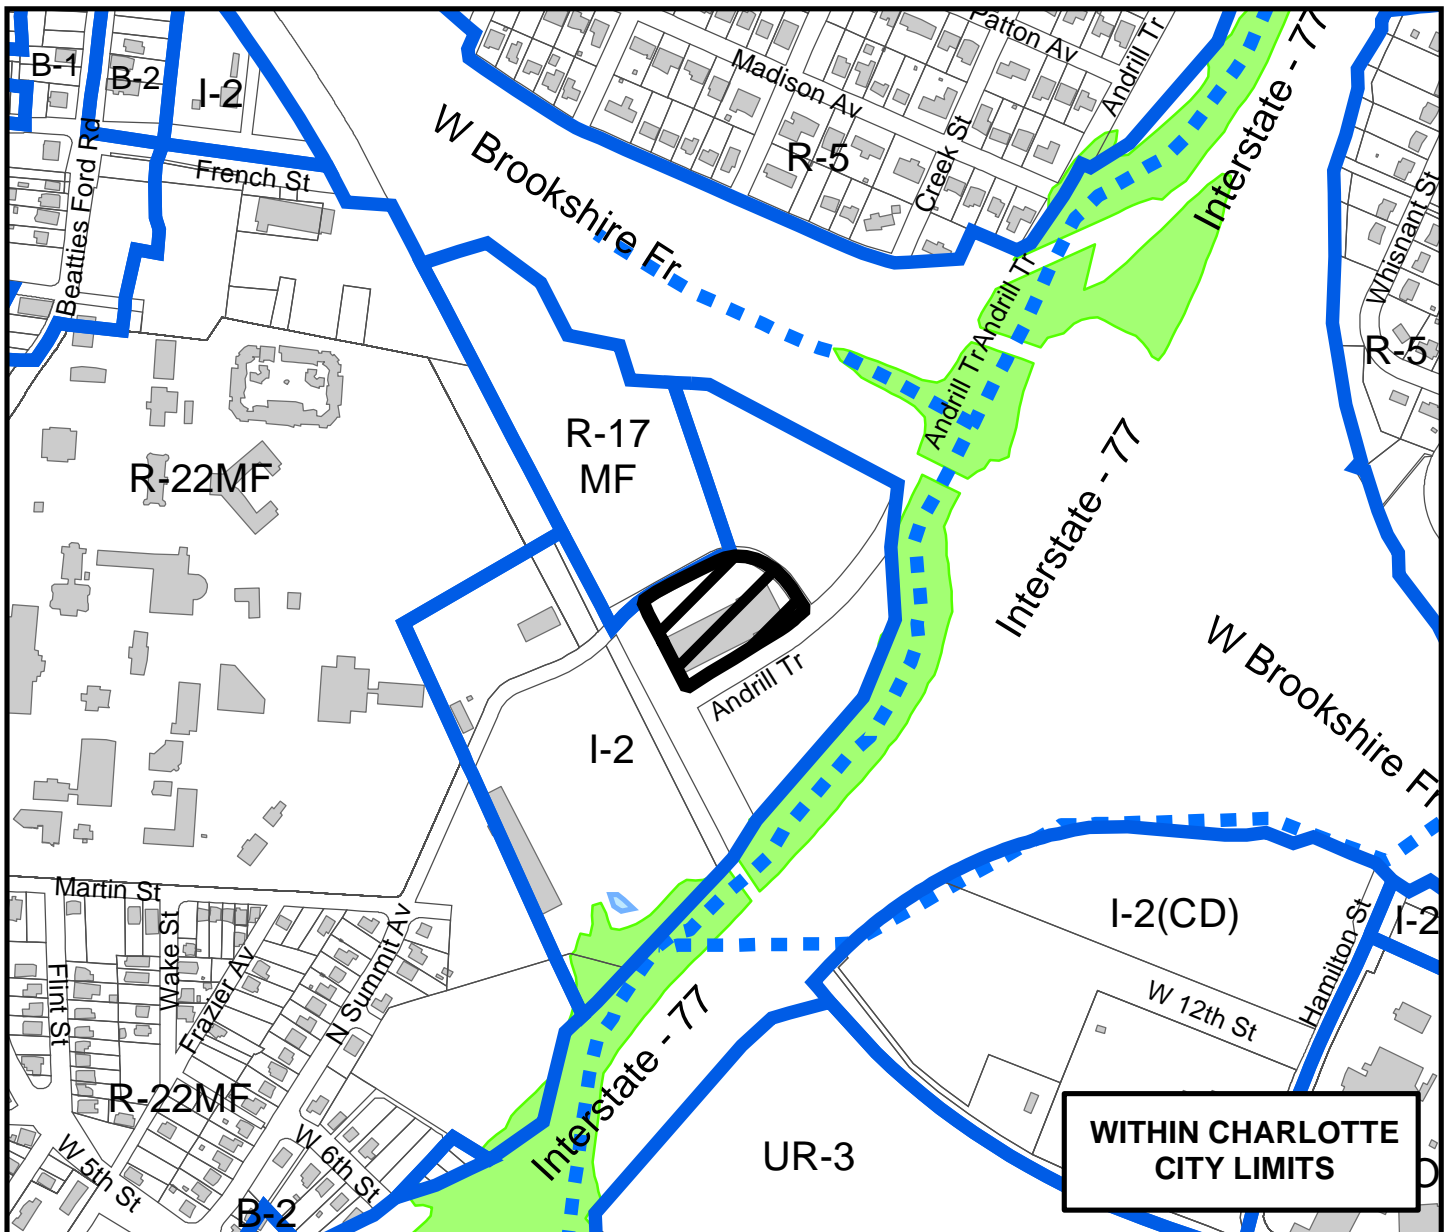 Patton Av
Andrill Tr
Interstate - 77
B-1
B-2
I-2
Madison Av
W Brookshire Fr
R-5
Creek St
French St
Beatties Ford Rd
Whisnant St
R-5
Andrill Tr
Andrill Tr
R-17
MF
R-22MF
Interstate - 77
W Brookshire Fr
Andrill Tr
I-2
Martin St
Wake St
Flint St
Frazier Av
N Summit Av
I-2(CD)
I-2
Hamilton St
W 12th St
Interstate - 77
R-22MF
W 5th St
W 6th St
B-2
UR-3
WITHIN CHARLOTTE
CITY LIMITS